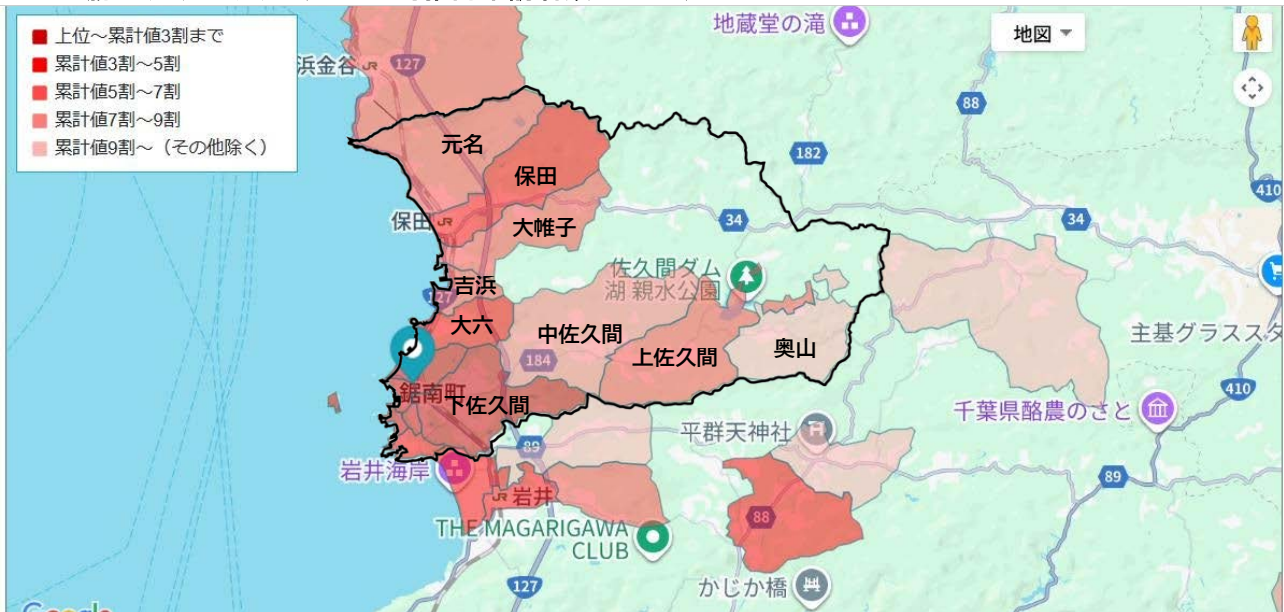 上位～累計値3割まで
累計値3割～5割
累計値5割～7割
累計値7割～9割
累計値9割～（その他除く）
地蔵堂の滝
地図
浜金谷
JR
127
88
182
410
元名
保田
保田
JR
34
34
大帷子
佐久間ダム
湖 親水公園
吉浜
127
大六
中佐久間
184
上佐久間
奥山
主基グラススタ
410
鋸南町
下佐久間
千葉県酪農のさと
平群天神社
89
89
岩井海岸
JR
岩井
88
THE MAGARIGAWA
CLUB
かじか橋
127
Google